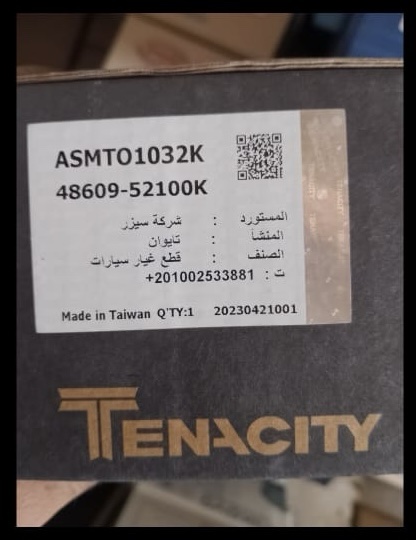 ASMTO1032K
48609-52100K
المستورد : شركة سيزر
المنشأ : تايوان
الصنف : قطع غيار سيارات
ت : 201002533881+
Made in Taiwan Q'TY:1 20230421001
TENACITY